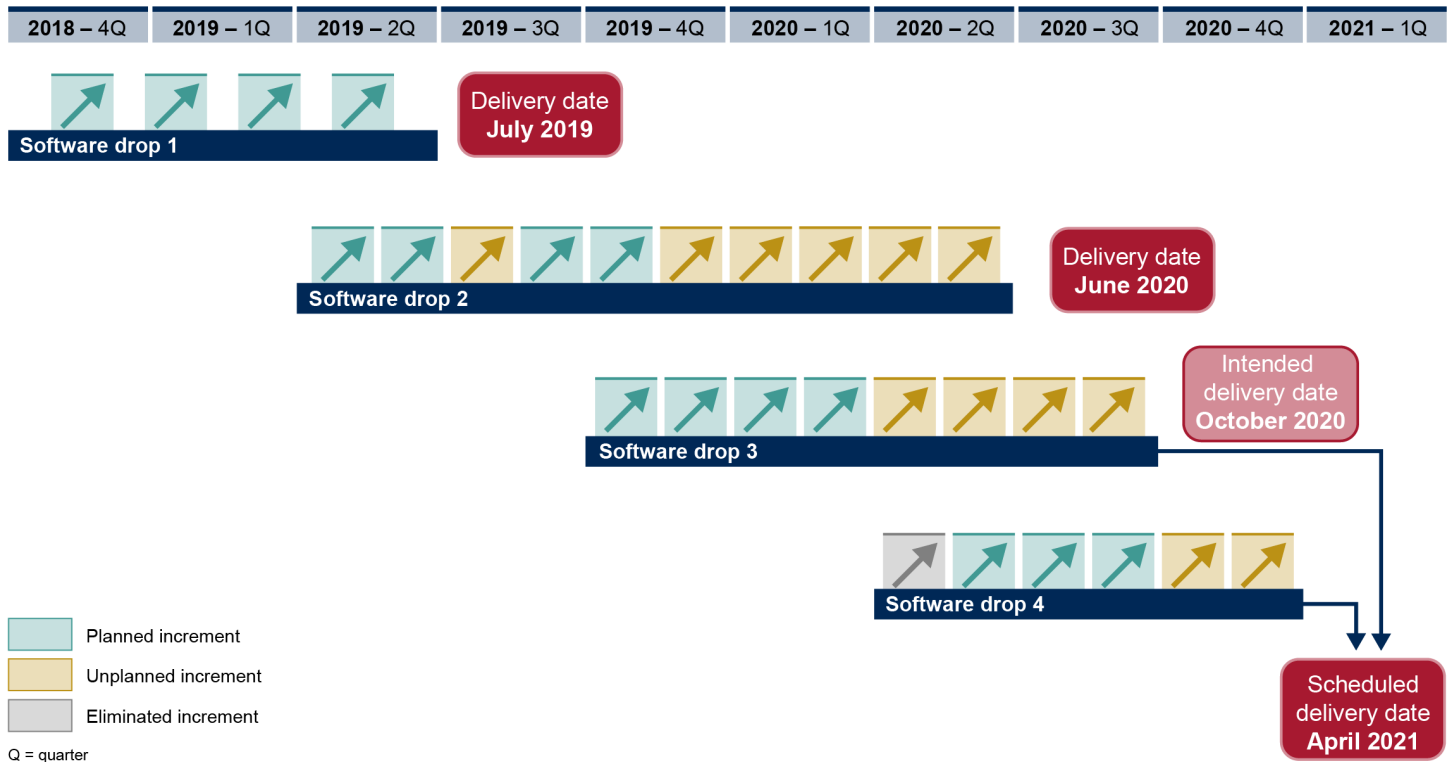 2018 – 4Q
2019 – 1Q
2019 – 2Q
2019 – 3Q
2019 – 4Q
2020 – 1Q
2020 – 2Q
2020 – 3Q
2020 – 4Q
2021 – 1Q
Delivery date
July 2019
Software drop 1
Delivery date
June 2020
Software drop 2
Intended
delivery date
October 2020
Software drop 3
Software drop 4
Scheduled
delivery date
April 2021
Planned increment
Unplanned increment
Eliminated increment
Q = quarter